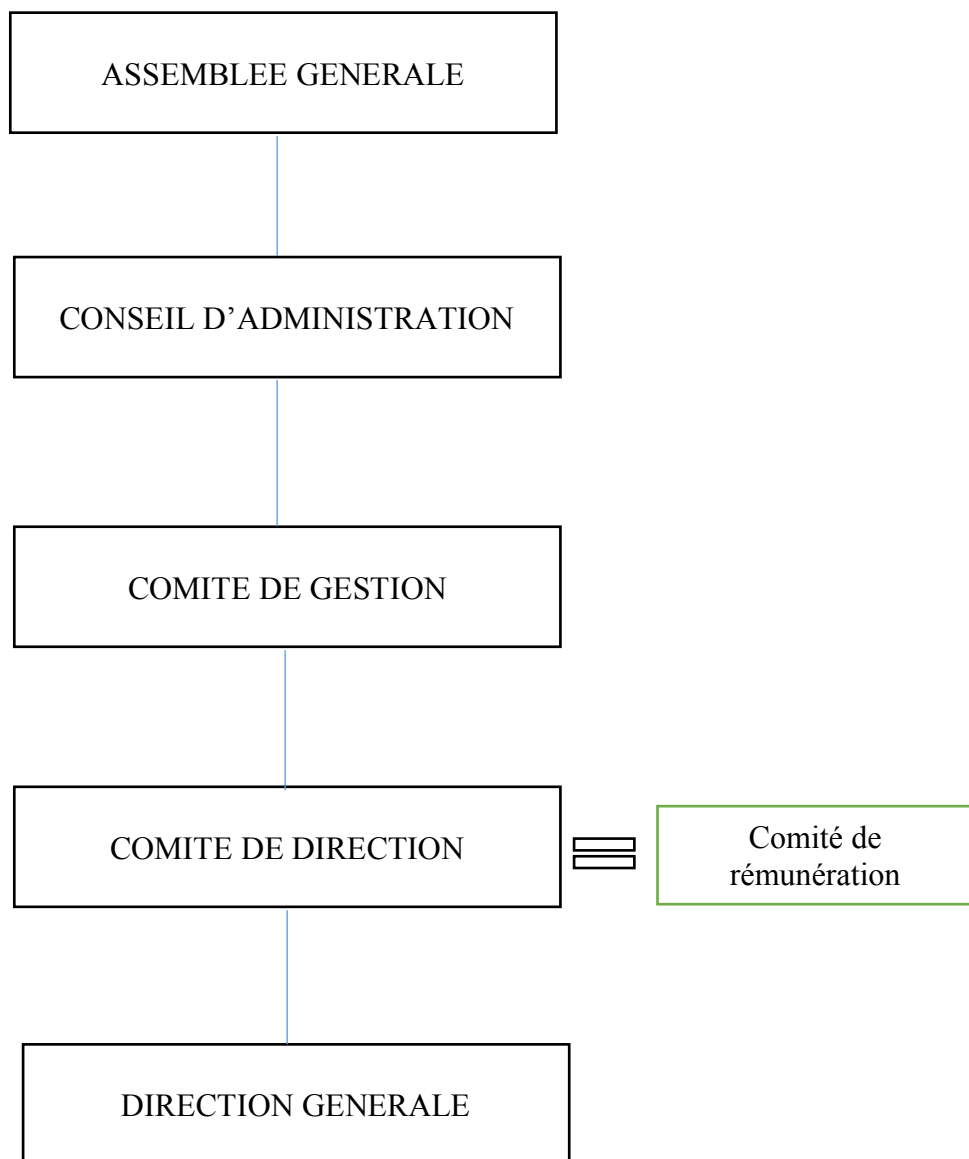 ASSEMBLEE GENERALE
CONSEIL D’ADMINISTRATION
COMITE DE GESTION
COMITE DE DIRECTION
Comité de
rémunération
DIRECTION GENERALE